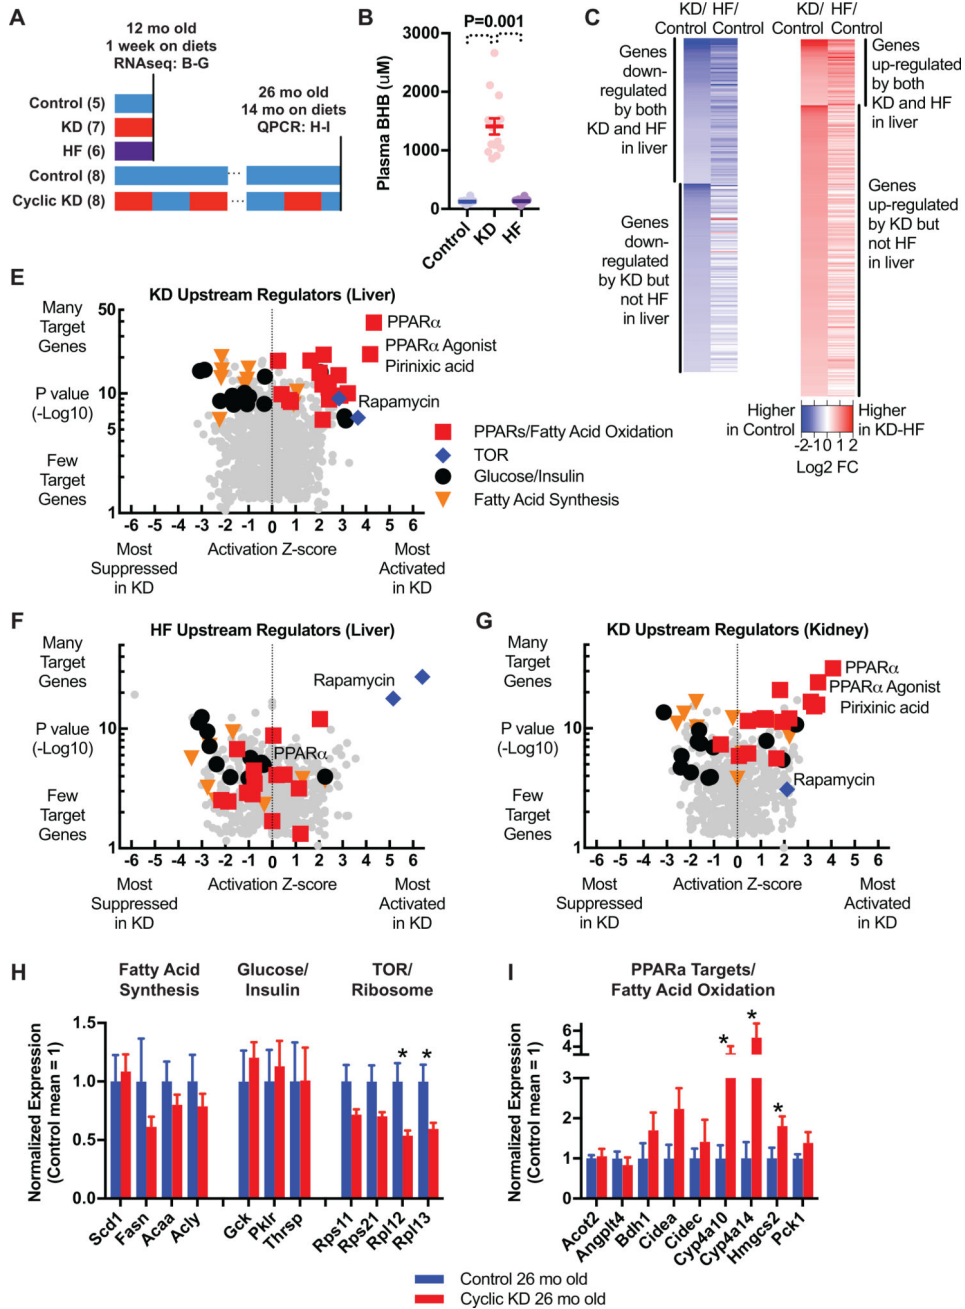 A
12 mo old
1 week on diets
RNAseq: B-G
26 mo old
14 mo on diets
QPCR: H-I
Control (5)
KD (7)
HF (6)
Control (8)
Cyclic KD (8)
...
...
B
P=0.001
Plasma BHB (uM)
3000
2000
1000
0
Control
KD
HF
C
KD/ HF/
Control Control
KD/ HF/
Control Control
Genes
down-
regulated
by both
KD and HF
in liver
Genes
down-
regulated
by KD but
not HF
in liver
Genes
up-regulated
by both
KD and HF
in liver
Genes
up-regulated
by KD but
not HF
in liver
Higher
in Control
Higher
in KD-HF
-2 -1 0 1 2
Log2 FC
E
KD Upstream Regulators (Liver)
Many
Target
Genes
P value
(-Log10)
Few
Target
Genes
50
10
5
1
PPARα
PPARα Agonist
Pirinixic acid
Rapamycin
-6 -5 -4 -3 -2 -1 0 1 2 3 4 5 6
Most
Suppressed
in KD
Activation Z-score
Most
Activated
in KD
PPARs/Fatty Acid Oxidation
TOR
Glucose/Insulin
Fatty Acid Synthesis
F
HF Upstream Regulators (Liver)
Many
Target
Genes
P value
(-Log10)
Few
Target
Genes
10
1
Rapamycin
PPARα
-6 -5 -4 -3 -2 -1 0 1 2 3 4 5 6
Most
Suppressed
in KD
Activation Z-score
Most
Activated
in KD
G
KD Upstream Regulators (Kidney)
Many
Target
Genes
P value
(-Log10)
Few
Target
Genes
10
1
PPARα
PPARα Agonist
Pirixinic acid
Rapamycin
-6 -5 -4 -3 -2 -1 0 1 2 3 4 5 6
Most
Suppressed
in KD
Activation Z-score
Most
Activated
in KD
H
Fatty Acid
Synthesis
Glucose/
Insulin
TOR/
Ribosome
Normalized Expression
(Control mean = 1)
1.5
1.0
0.5
0.0
* *
Scd1
Fasn
Acaa
Acly
Gck
Pklr
Thrsp
Rps11
Rps21
Rpl12
Rpl13
I
PPARa Targets/
Fatty Acid Oxidation
Normalized Expression
(Control mean = 1)
6
4
3
2
1
0
* * *
Acot2
Angplt4
Bdh1
Cidea
Cidec
Cyp4a10
Cyp4a14
Hmgcs2
Pck1
Control 26 mo old
Cyclic KD 26 mo old